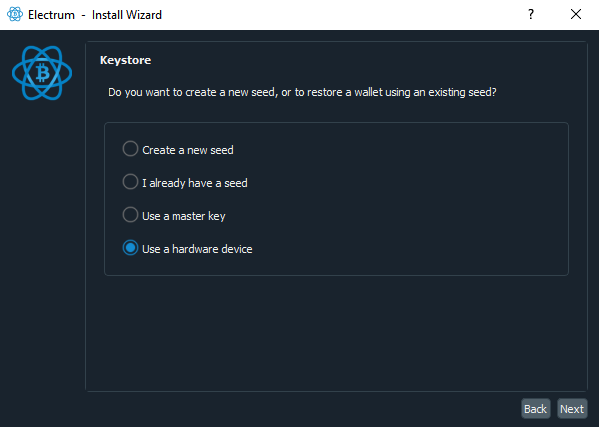 Electrum - Install Wizard
Keystore
Do you want to create a new seed, or to restore a wallet using an existing seed?
Create a new seed
I already have a seed
Use a master key
Use a hardware device
Back Next